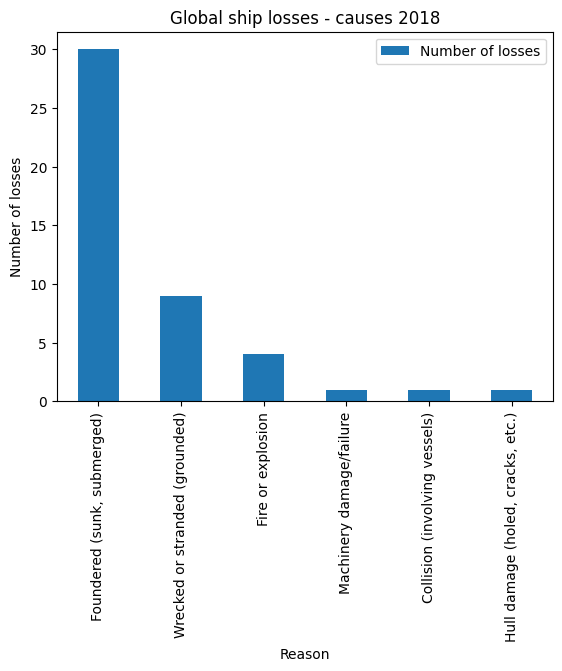 Global ship losses - causes 2018
Number of losses
Number of losses
30
25
20
15
10
5
0
Foundered (sunk, submerged)
Wrecked or stranded (grounded)
Fire or explosion
Machinery damage/failure
Collision (involving vessels)
Hull damage (holed, cracks, etc.)
Reason